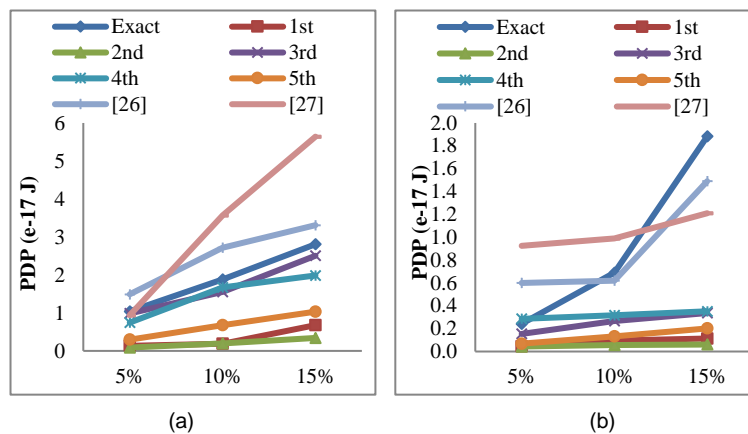 Exact 1st
2nd 3rd
4th 5th
[26] [27]
PDP (e-17 J)
6
5
4
3
2
1
0
5% 10% 15%
(a)
Exact 1st
2nd 3rd
4th 5th
[26] [27]
PDP (e-17 J)
2.0
1.8
1.6
1.4
1.2
1.0
0.8
0.6
0.4
0.2
0.0
5% 10% 15%
(b)